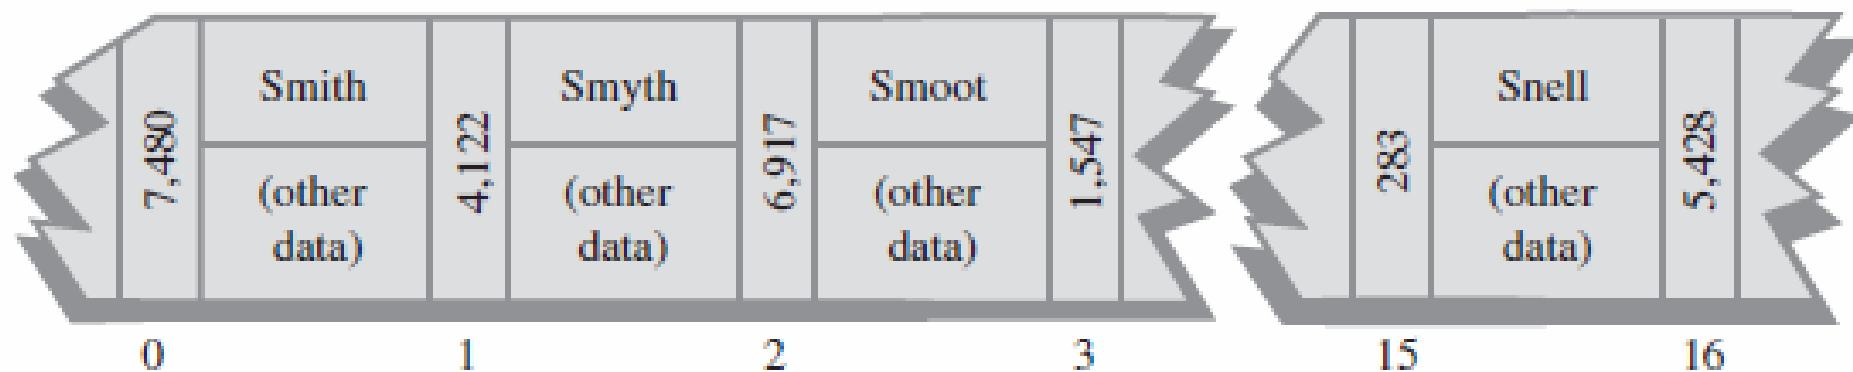 7,480
Smith
(other
data)
4,122
Smyth
(other
data)
6,917
Smoot
(other
data)
1,547
283
Snell
(other
data)
5,428
0 1 2 3 15 16